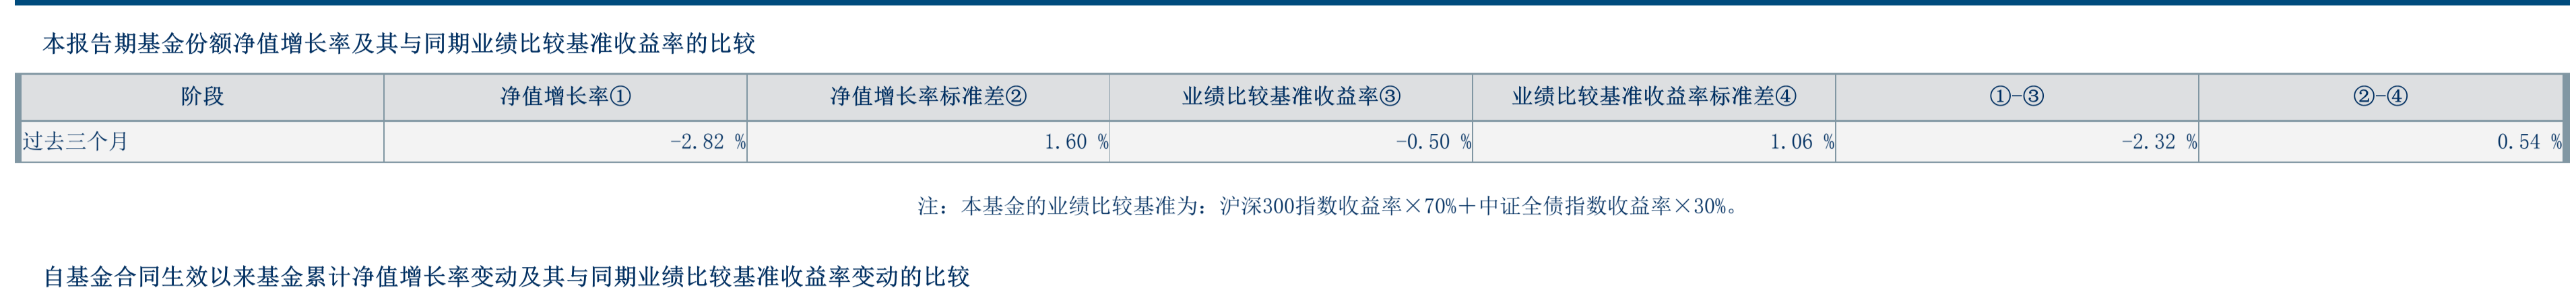 本报告期基金份额净值增长率及其与同期业绩比较基准收益率的比较
阶段 净值增长率① 净值增长率标准差② 业绩比较基准收益率③ 业绩比较基准收益率标准差④ ①-③ ②-④
过去三个月 -2.82 % 1.60 % -0.50 % 1.06 % -2.32 % 0.54 %
注：本基金的业绩比较基准为：沪深300指数收益率×70%＋中证全债指数收益率×30%。
自基金合同生效以来基金累计净值增长率变动及其与同期业绩比较基准收益率变动的比较